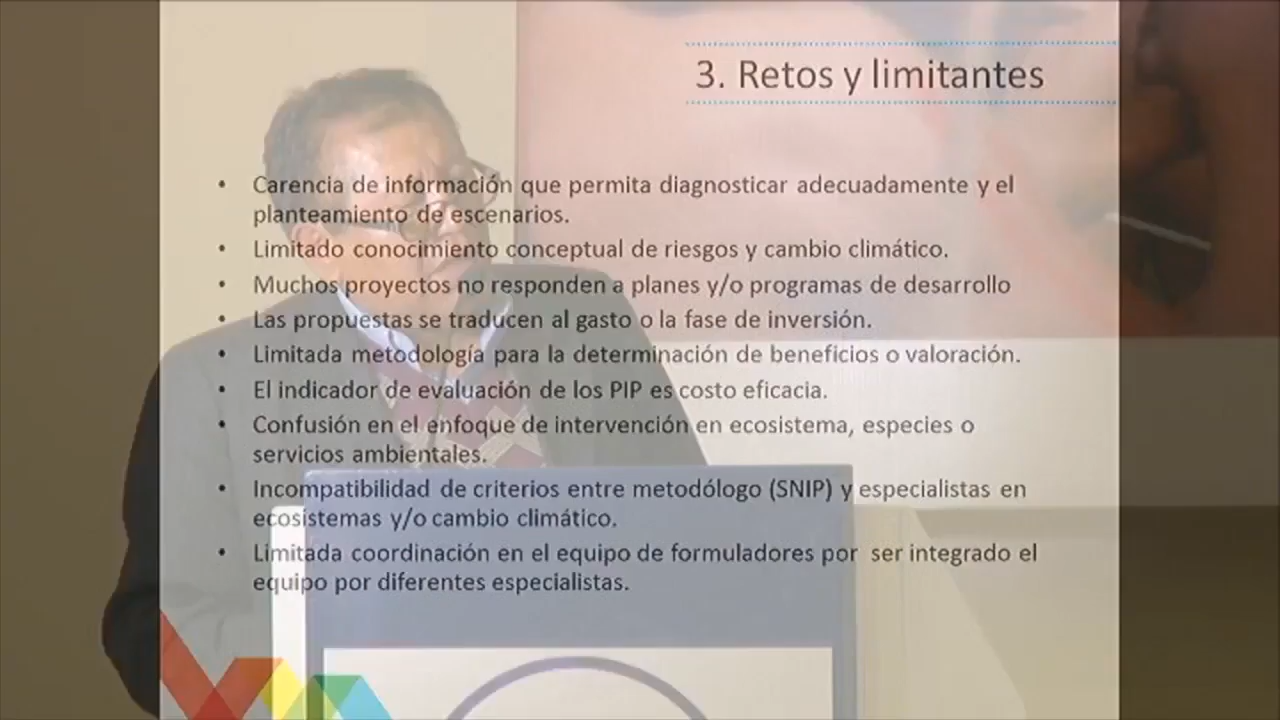 3. Retos y limitantes
• Carencia de información que permita diagnosticar adecuadamente y el
planteamiento de escenarios.
• Limitado conocimiento conceptual de riesgos y cambio climático.
• Muchos proyectos no responden a planes y/o programas de desarrollo
• Las propuestas se traducen al gasto o la fase de inversión.
• Limitada metodología para la determinación de beneficios o valoración.
• El indicador de evaluación de los PIP es costo eficacia.
• Confusión en el enfoque de intervención en ecosistema, especies o
servicios ambientales.
• Incompatibilidad de criterios entre metodólogo (SNIP) y especialistas en
ecosistemas y/o cambio climático.
• Limitada coordinación en el equipo de formuladores por ser integrado el
equipo por diferentes especialistas.